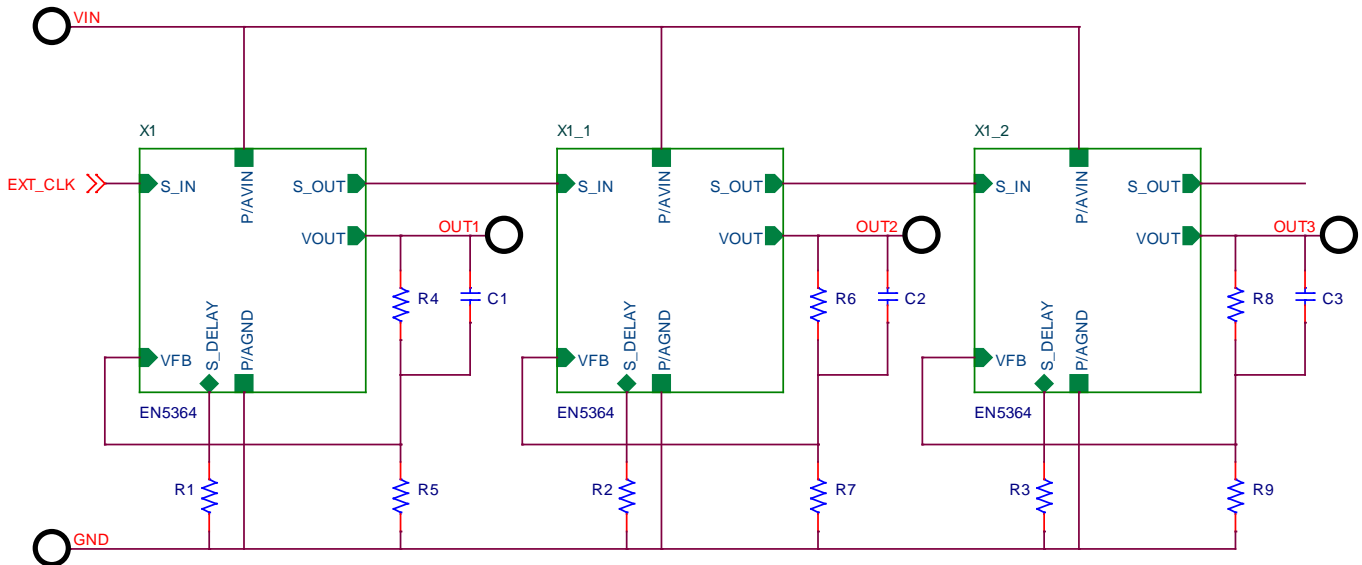 VIN
X1
X1_1
X1_2
EXT_CLK
S_IN
P/AVIN
S_OUT
S_IN
P/AVIN
S_OUT
S_IN
P/AVIN
S_OUT
VOUT
OUT1
VOUT
OUT2
VOUT
OUT3
R4
C1
R6
C2
R8
C3
VFB
S_DELAY
P/AGND
VFB
S_DELAY
P/AGND
VFB
S_DELAY
P/AGND
EN5364
EN5364
EN5364
R1
R5
R2
R7
R3
R9
GND